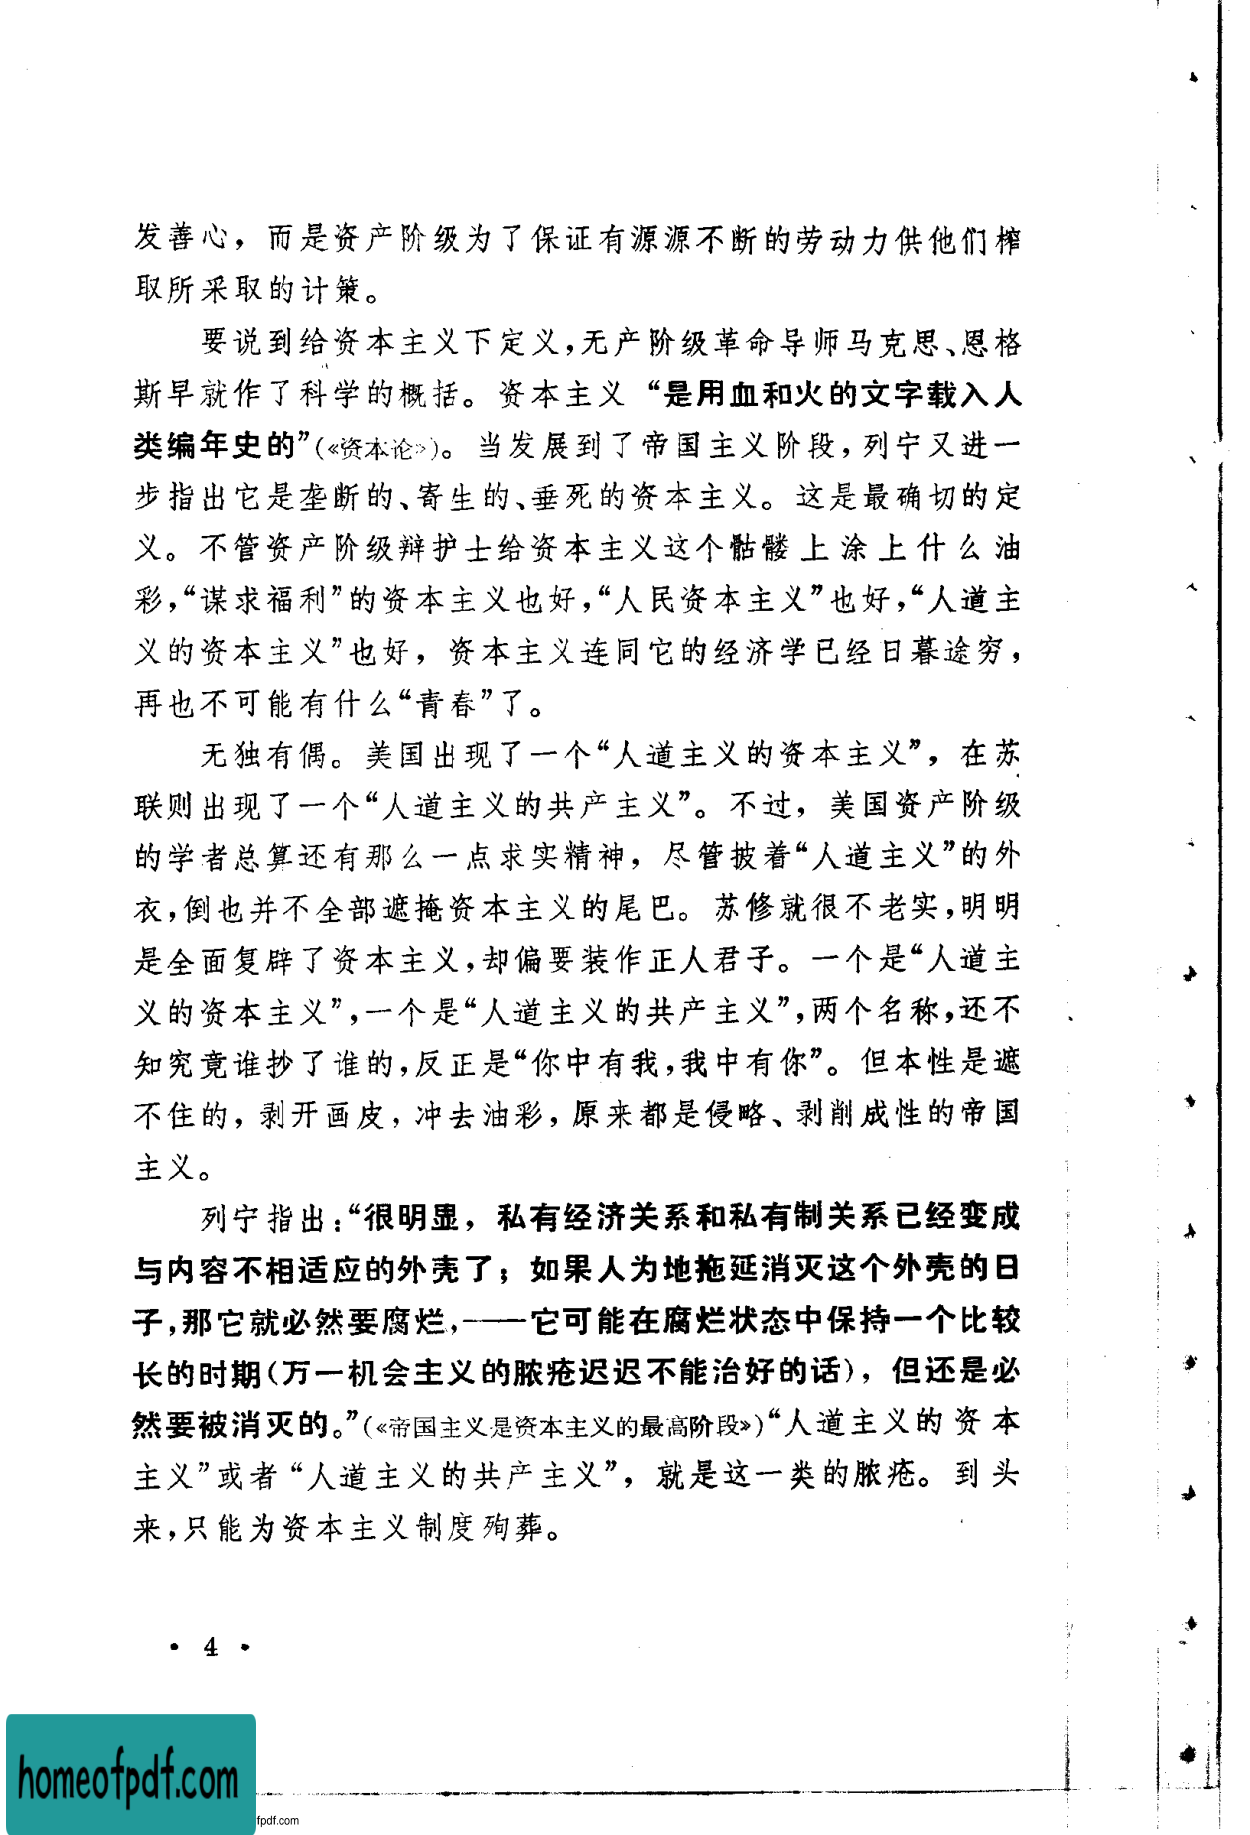 发善心，而是资产阶级为了保证有源源不断的劳动力供他们榨
取所采取的计策。
要说到给资本主义下定义，无产阶级革命导师马克思、恩格
斯早就作了科学的概括。资本主义“是用血和火的文字载入人
类编年史的”（《资本论》）。当发展到了帝国主义阶段，列宁又进一
步指出它是垄断的、寄生的、垂死的资本主义。这是最确切的定
义。不管资产阶级辩护士给资本主义这个骷髅上涂上什么油
彩，“谋求福利”的资本主义也好，“人民资本主义”也好，“人道主
义的资本主义”也好，资本主义连同它的经济学已经日暮途穷，
再也不可能有什么“青春”了。
无独有偶。美国出现了一个“人道主义的资本主义”，在苏
联则出现了一个“人道主义的共产主义”。不过，美国资产阶级
的学者总算还有那么一点求实精神，尽管披着“人道主义”的外
衣，倒也并不全部遮掩资本主义的尾巴。苏修就很不老实，明明
是全面复辟了资本主义，却偏要装作正人君子。一个是“人道主
义的资本主义”，一个是“人道主义的共产主义”，两个名称，还不
知究竟谁抄了谁的，反正是“你中有我，我中有你”。但本性是遮
不住的，剥开画皮，冲去油彩，原来都是侵略、剥削成性的帝国
主义。
列宁指出：“很明显，私有经济关系和私有制关系已经变成
与内容不相适应的外壳了；如果人为地拖延消灭这个外壳的日
子，那它就必然要腐烂，——它可能在腐烂状态中保持一个比较
长的时期（万一机会主义的脓疮迟迟不能治好的话），但还是必
然要被消灭的。”（《帝国主义是资本主义的最高阶段》）“人道主义的资本
主义”或者“人道主义的共产主义”，就是这一类的脓疮。到头
来，只能为资本主义制度殉葬。
• 4 •
homeofpdf.com
fpdf.com